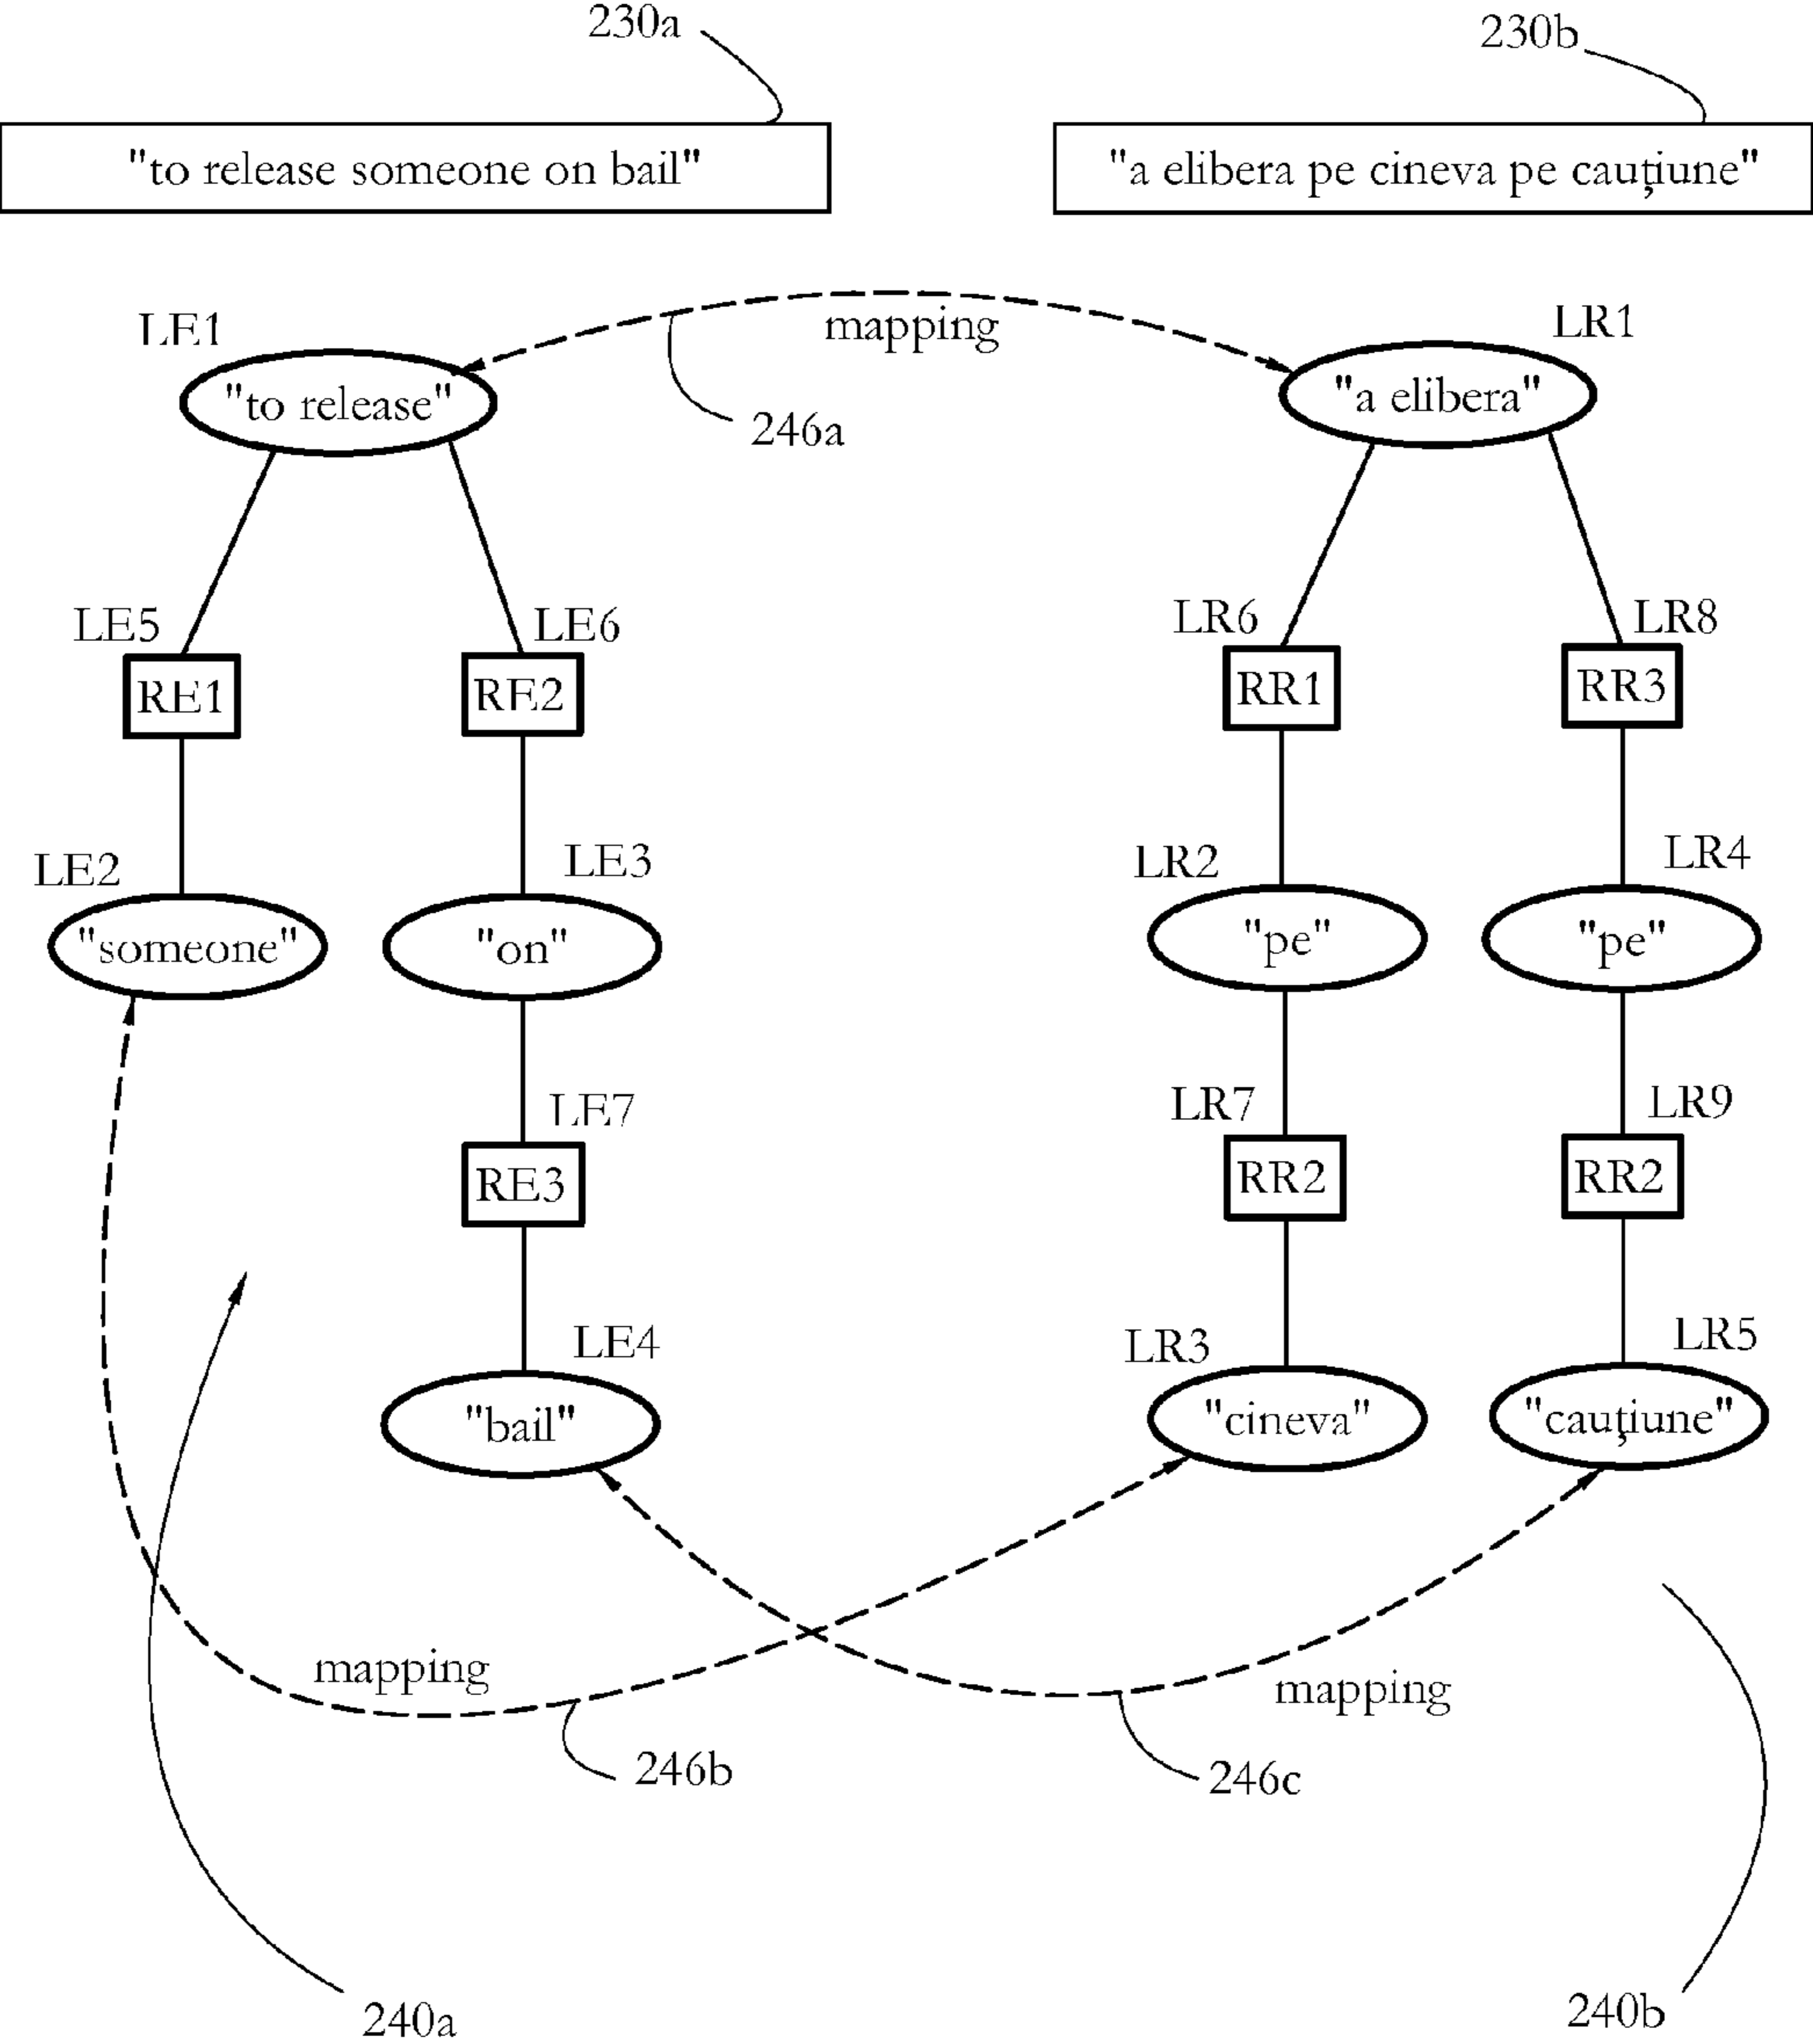 230a
230b
"to release someone on bail"
"a elibera pe cineva pe cauţiune"
LE1
mapping
LR1
"to release"
"a elibera"
246a
LE5
LE6
LR6
LR8
RE1
RE2
RR1
RR3
LE2
LE3
LR2
LR4
"someone"
"on"
"pe"
"pe"
LE7
LR7
LR9
RE3
RR2
RR2
LE4
LR3
LR5
"bail"
"cineva"
"cauţiune"
mapping
mapping
246b
246c
240a
240b